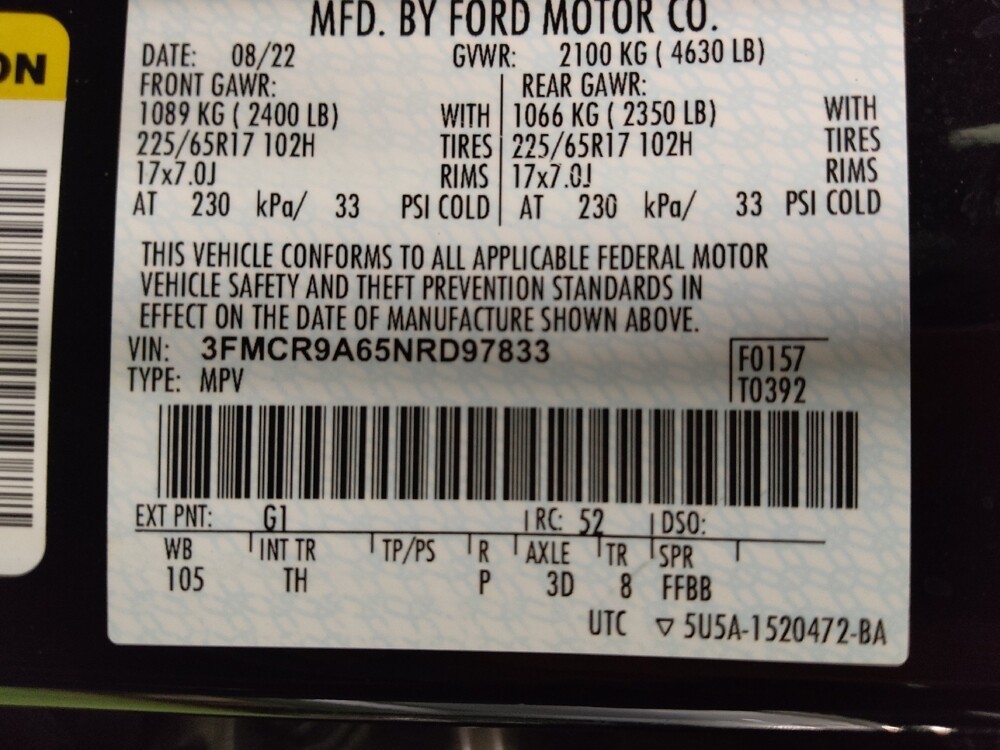 ON
MFD. BY FORD MOTOR CO.
DATE: 08/22 GVWR: 2100 KG ( 4630 LB)
FRONT GAWR: REAR GAWR:
1089 KG ( 2400 LB) WITH 1066 KG ( 2350 LB) WITH
225/65R17 102H TIRES 225/65R17 102H TIRES
17x7.0J RIMS 17x7.0J RIMS
AT 230 kPa/ 33 PSI COLD AT 230 kPa/ 33 PSI COLD
THIS VEHICLE CONFORMS TO ALL APPLICABLE FEDERAL MOTOR
VEHICLE SAFETY AND THEFT PREVENTION STANDARDS IN
EFFECT ON THE DATE OF MANUFACTURE SHOWN ABOVE.
VIN: 3FMCR9A65NRD97833 F0157
TYPE: MPV T0392
EXT PNT: G1 RC: 52 DSO:
WB INT TR TP/PS R AXLE TR SPR
105 TH P 3D 8 FFBB
UTC ▽ 5U5A-1520472-BA